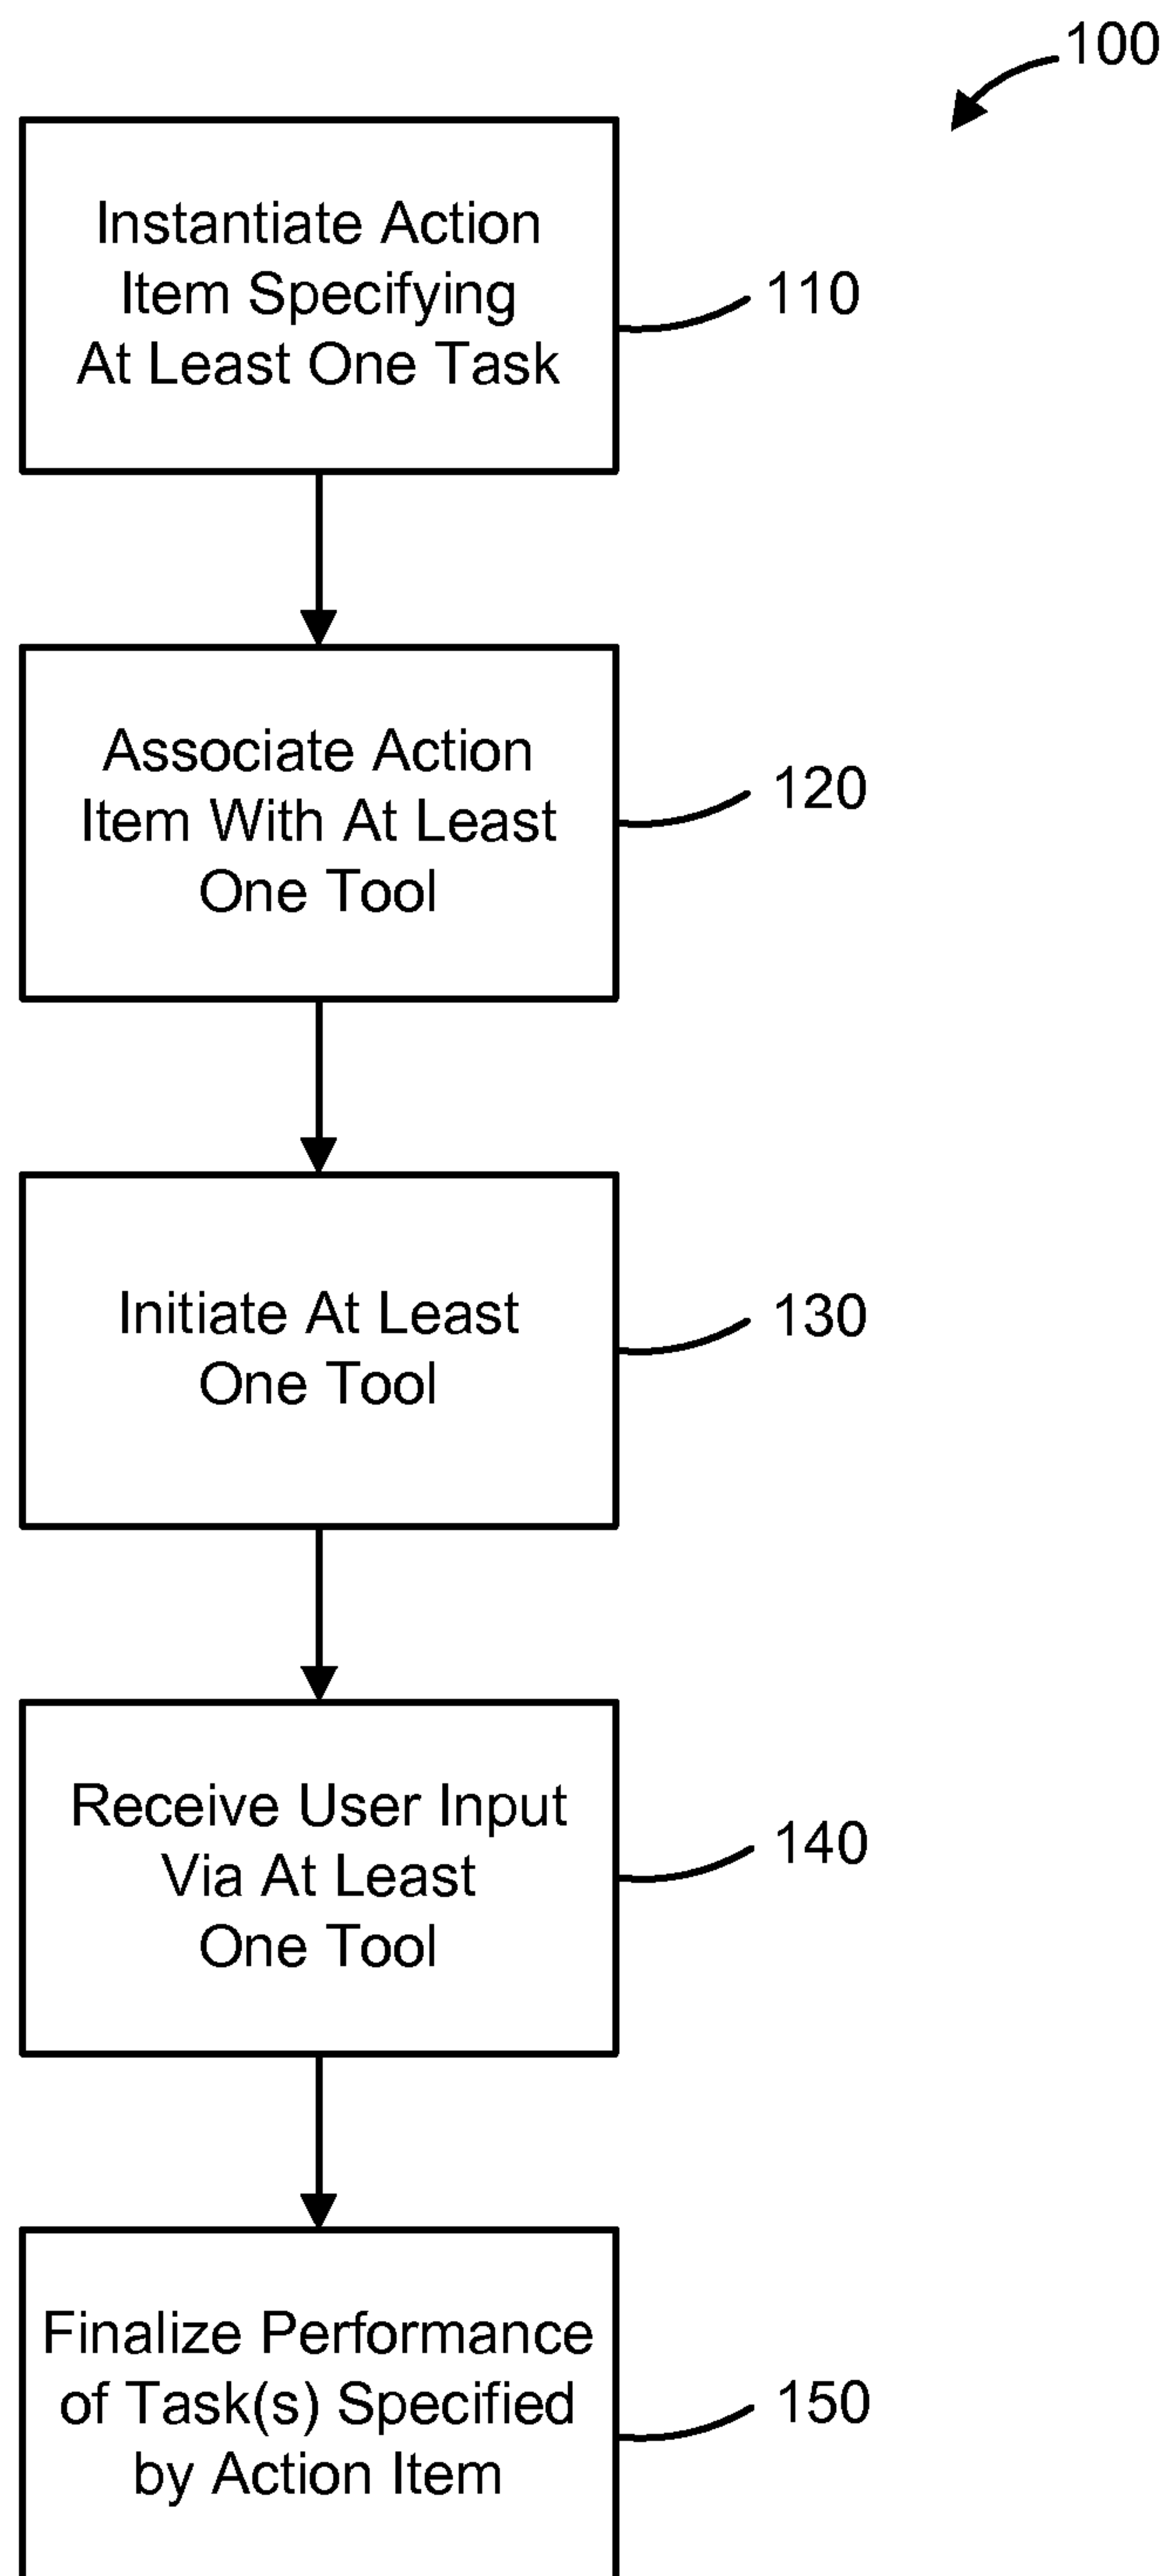 100
Instantiate Action
Item Specifying
At Least One Task
110
Associate Action
Item With At Least
One Tool
120
Initiate At Least
One Tool
130
Receive User Input
Via At Least
One Tool
140
Finalize Performance
of Task(s) Specified
by Action Item
150